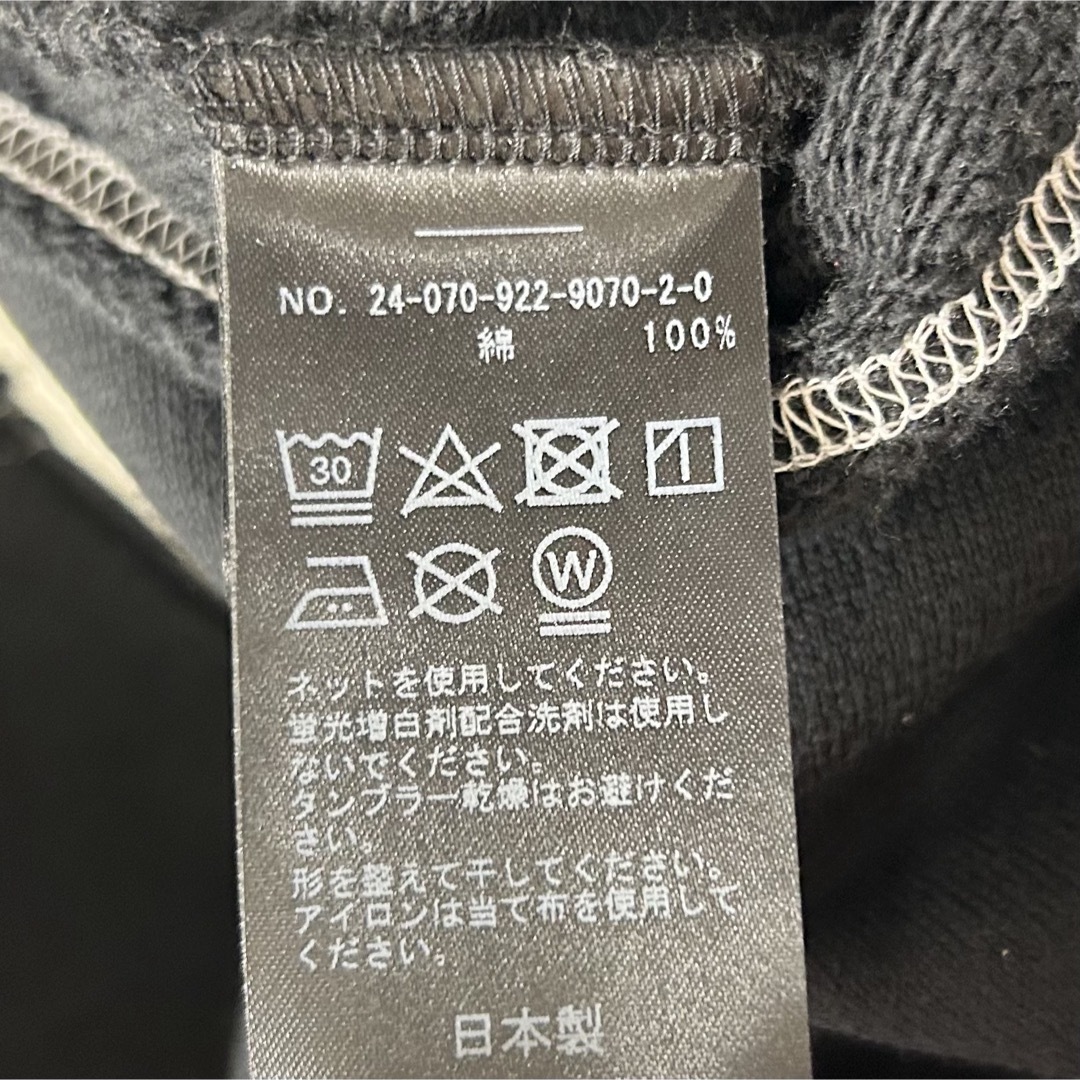 NO. 24-070-922-9070-2-0
綿 100%
30
W
ネットを使用してください。
蛍光増白剤配合洗剤は使用し
ないでください。
タンブラー乾燥はお避けくだ
さい。
形を整えて干してください。
アイロンは当て布を使用して
ください。
日本製